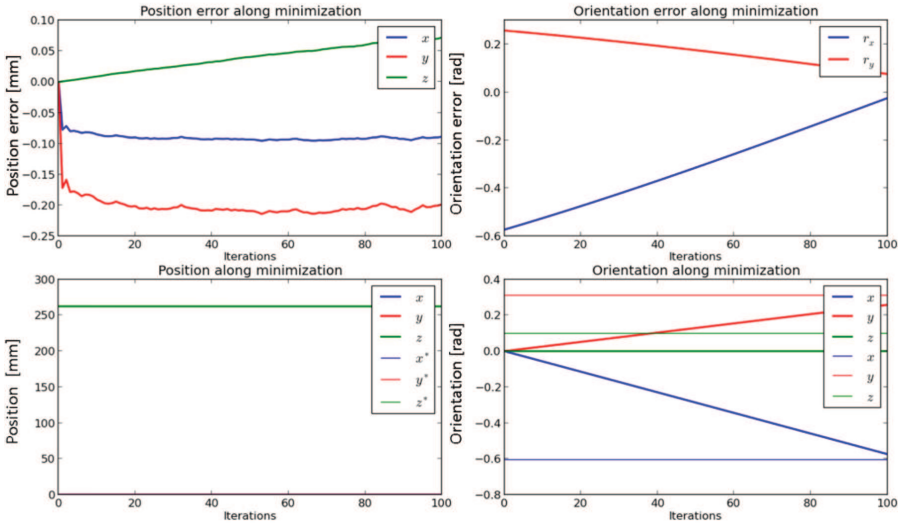 Position error along minimization
Position error [mm]
0.10
0.05
0.00
−0.05
−0.10
−0.15
−0.20
−0.25
0 20 40 60 80 100
Iterations
x
y
z
Orientation error along minimization
Orientation error [rad]
0.2
0.0
−0.2
−0.4
−0.6
0 20 40 60 80 100
Iterations
r_x
r_y
Position along minimization
Position [mm]
300
250
200
150
100
50
0
0 20 40 60 80 100
Iterations
x
y
z
x*
y*
z*
Orientation along minimization
Orientation [rad]
0.4
0.2
0.0
−0.2
−0.4
−0.6
−0.8
0 20 40 60 80 100
Iterations
x
y
z
x
y
z